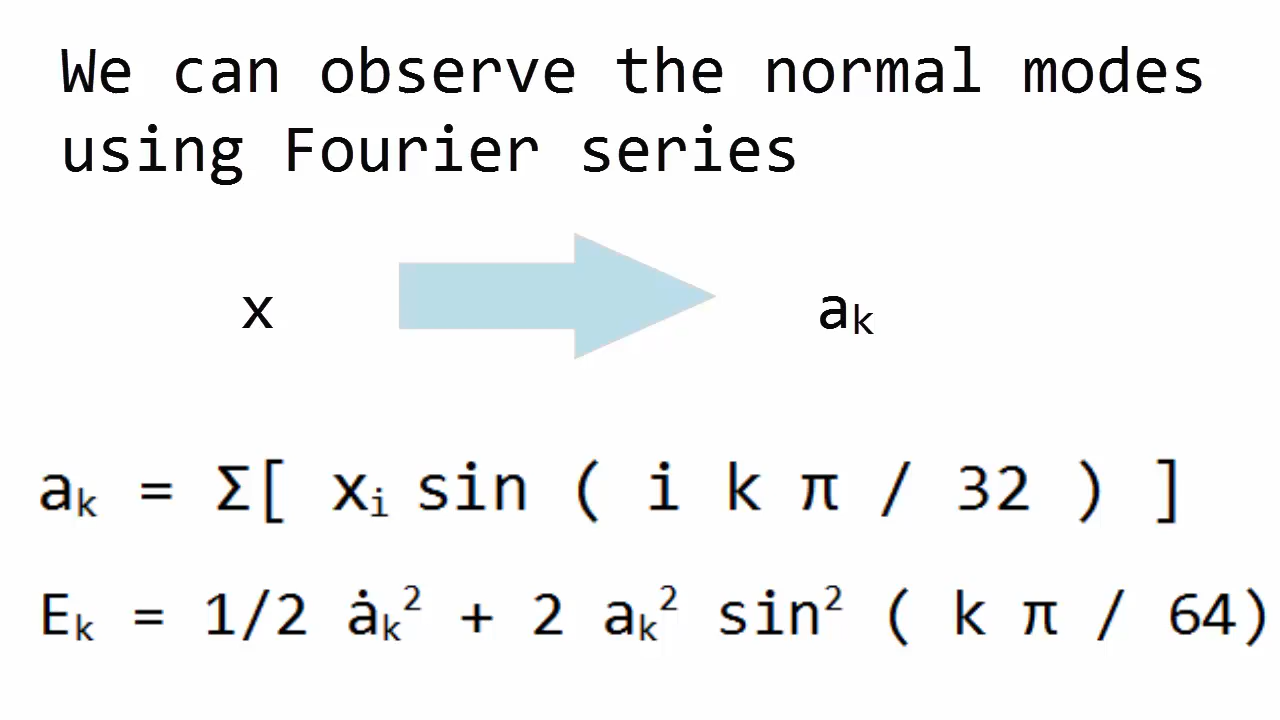 We can observe the normal modes
using Fourier series
x aₖ
aₖ = Σ[ xᵢ sin ( i k π / 32 ) ]
Eₖ = 1/2 ȧₖ² + 2 aₖ² sin² ( k π / 64)